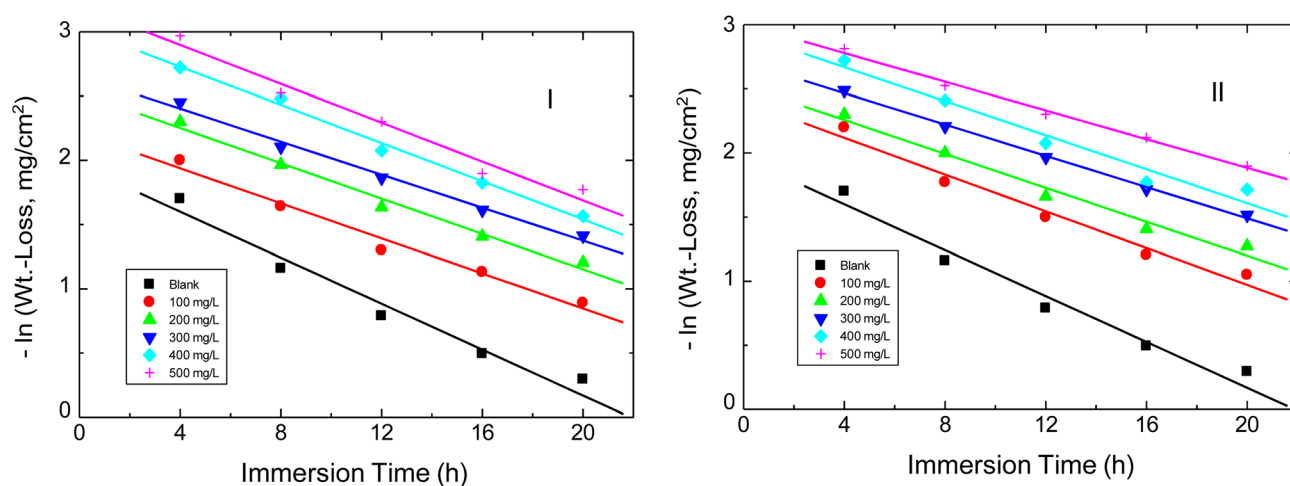 I
3
2
1
0
- ln (Wt.-Loss, mg/cm²)
Blank
100 mg/L
200 mg/L
300 mg/L
400 mg/L
500 mg/L
0 4 8 12 16 20
Immersion Time (h)
II
3
2
1
0
- ln (Wt.-Loss, mg/cm²)
Blank
100 mg/L
200 mg/L
300 mg/L
400 mg/L
500 mg/L
0 4 8 12 16 20
Immersion Time (h)